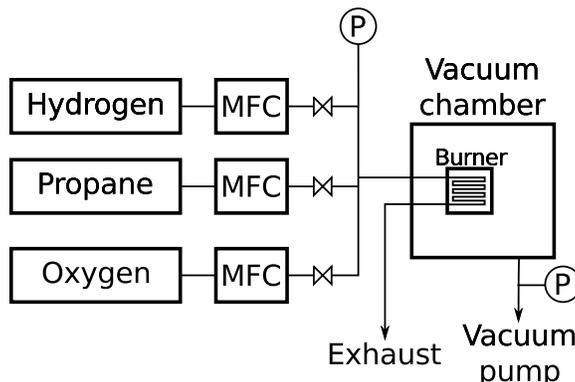 P
Vacuum
chamber
Hydrogen MFC
Burner
Propane MFC
Oxygen MFC
P
Exhaust
Vacuum
pump